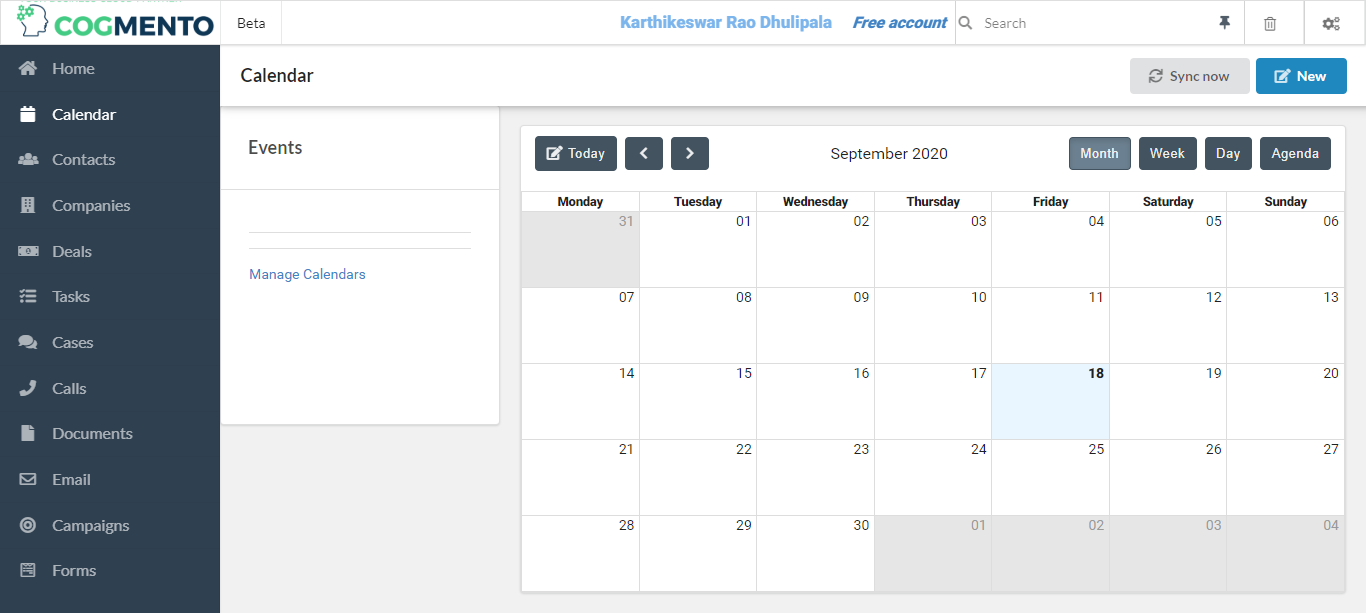 COGMENTO
Beta
Karthikeswar Rao Dhulipala
Free account
Search
Home
Calendar
Contacts
Companies
Deals
Tasks
Cases
Calls
Documents
Email
Campaigns
Forms
Calendar
Sync now
New
Events
Manage Calendars
Today
September 2020
Month
Week
Day
Agenda
Monday Tuesday Wednesday Thursday Friday Saturday Sunday
31 01 02 03 04 05 06
07 08 09 10 11 12 13
14 15 16 17 18 19 20
21 22 23 24 25 26 27
28 29 30 01 02 03 04